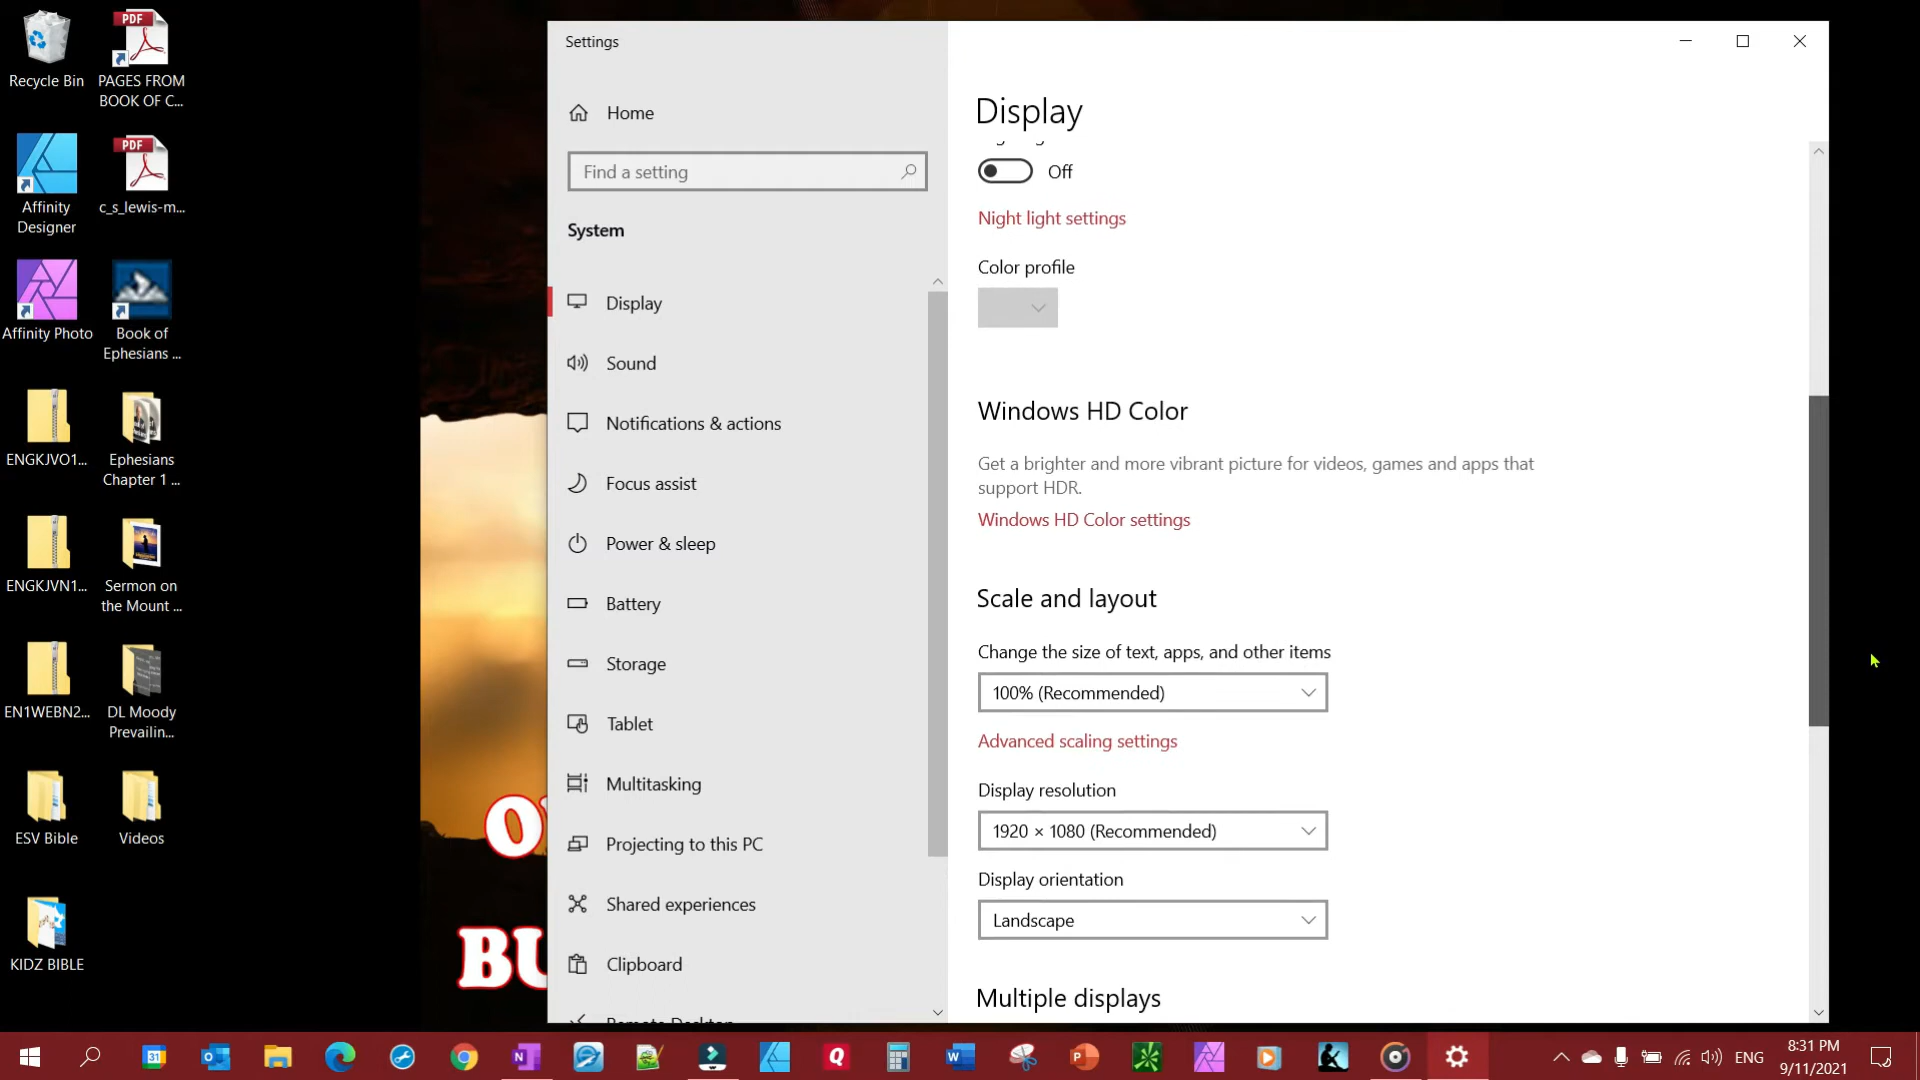 Recycle Bin
PDF
PAGES FROM
BOOK OF C...
Affinity
Designer
PDF
c_s_lewis-m...
Affinity Photo
Book of
Ephesians ...
ENGKJVO1...
Ephesians
Chapter 1 ...
ENGKJVN1...
Sermon on
the Mount ...
EN1WEBN2...
DL Moody
Prevailin...
ESV Bible
Videos
KIDZ BIBLE
BU
Settings
Home
Find a setting
System
Display
Sound
Notifications & actions
Focus assist
Power & sleep
Battery
Storage
Tablet
Multitasking
Projecting to this PC
Shared experiences
Clipboard
Remote Desktop
Display
Off
Night light settings
Color profile
Windows HD Color
Get a brighter and more vibrant picture for videos, games and apps that
support HDR.
Windows HD Color settings
Scale and layout
Change the size of text, apps, and other items
100% (Recommended)
Advanced scaling settings
Display resolution
1920 × 1080 (Recommended)
Display orientation
Landscape
Multiple displays
ENG
8:31 PM
9/11/2021